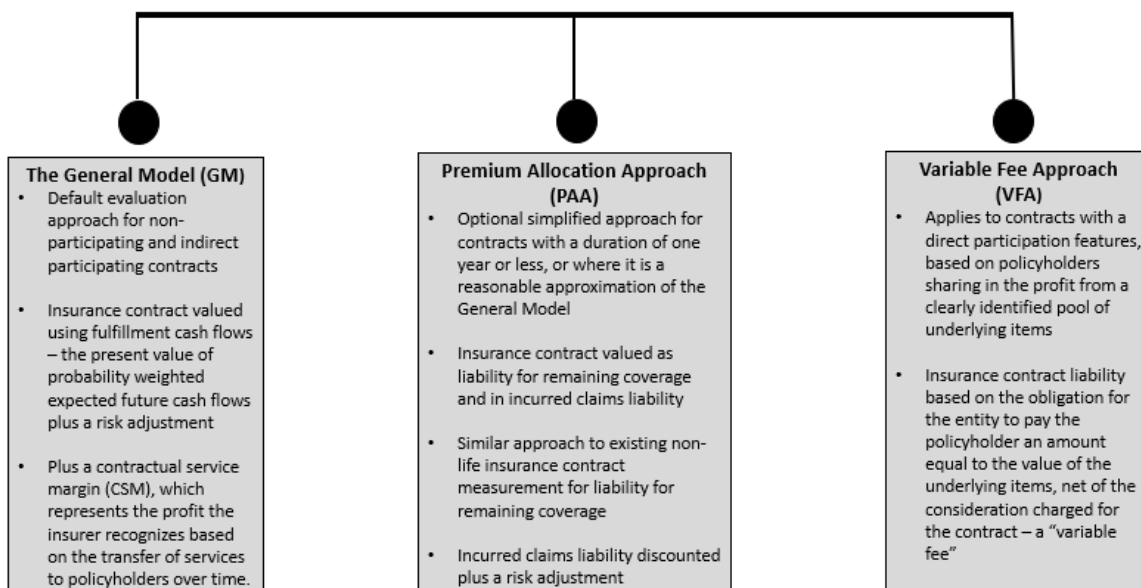 The General Model (GM)
• Default evaluation
approach for non-
participating and indirect
participating contracts
• Insurance contract valued
using fulfillment cash flows
– the present value of
probability weighted
expected future cash flows
plus a risk adjustment
• Plus a contractual service
margin (CSM), which
represents the profit the
insurer recognizes based
on the transfer of services
to policyholders over time.
Premium Allocation Approach
(PAA)
• Optional simplified approach for
contracts with a duration of one
year or less, or where it is a
reasonable approximation of the
General Model
• Insurance contract valued as
liability for remaining coverage
and in incurred claims liability
• Similar approach to existing non-
life insurance contract
measurement for liability for
remaining coverage
• Incurred claims liability discounted
plus a risk adjustment
Variable Fee Approach
(VFA)
• Applies to contracts with a
direct participation features,
based on policyholders
sharing in the profit from a
clearly identified pool of
underlying items
• Insurance contract liability
based on the obligation for
the entity to pay the
policyholder an amount
equal to the value of the
underlying items, net of the
consideration charged for
the contract – a “variable
fee”